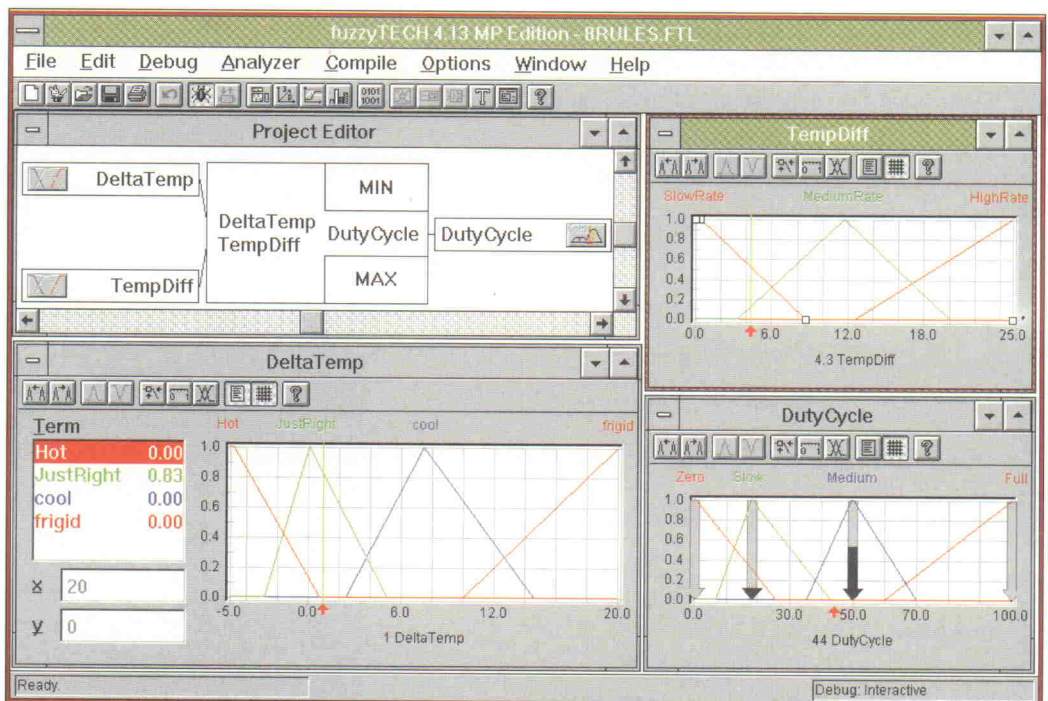 fuzzyTECH 4.13 MP Edition - 8RULES.FTL
File Edit Debug Analyzer Compile Options Window Help
0101
1001
T
?
Project Editor
DeltaTemp
TempDiff
DeltaTemp
TempDiff
MIN
DutyCycle
MAX
DutyCycle
TempDiff
SlowRate MediumRate HighRate
1.0
0.8
0.6
0.4
0.2
0.0
0.0 6.0 12.0 18.0 25.0
4.3 TempDiff
DeltaTemp
Term
Hot 0.00
JustRight 0.83
cool 0.00
frigid 0.00
x 20
y 0
Hot JustRight cool frigid
1.0
0.8
0.6
0.4
0.2
0.0
-5.0 0.0 6.0 12.0 20.0
1 DeltaTemp
DutyCycle
Zero Slow Medium Full
1.0
0.8
0.6
0.4
0.2
0.0
0.0 30.0 50.0 70.0 100.0
44 DutyCycle
Ready.
Debug: Interactive